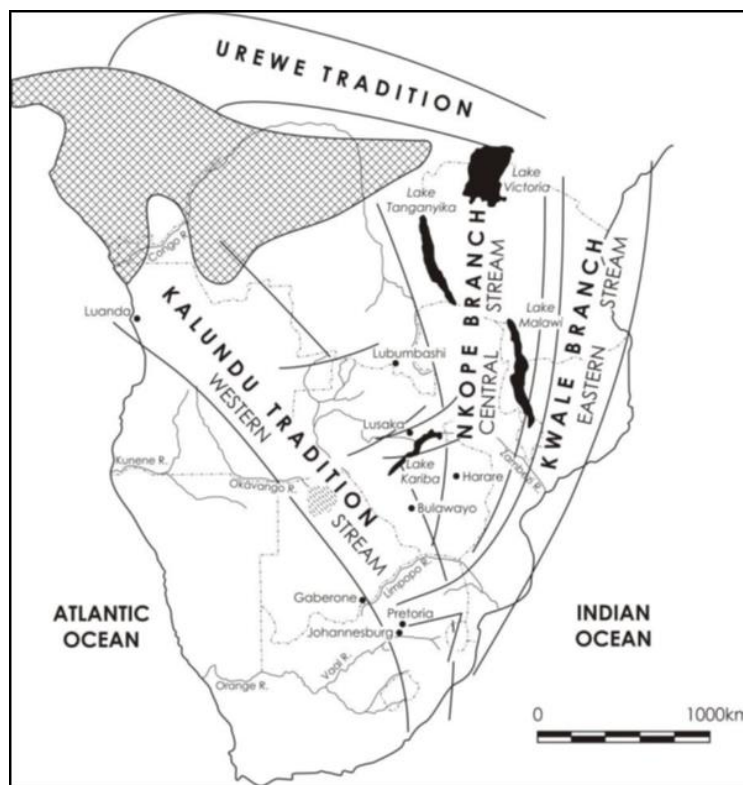 UREWE TRADITION
Lake
Victoria
Lake
Tanganyika
Congo R.
NKOPE BRANCH
CENTRAL STREAM
KWALE BRANCH
EASTERN STREAM
Luanda
KALUNDU TRADITION
WESTERN STREAM
Lake
Malawi
Lubumbashi
Lusaka
Lake
Kariba
Harare
Zambezi R.
Kunene R.
Okavango R.
Bulawayo
Limpopo R.
Gaberone
Pretoria
Johannesburg
ATLANTIC
OCEAN
INDIAN
OCEAN
Vaal R.
Orange R.
0 1000km